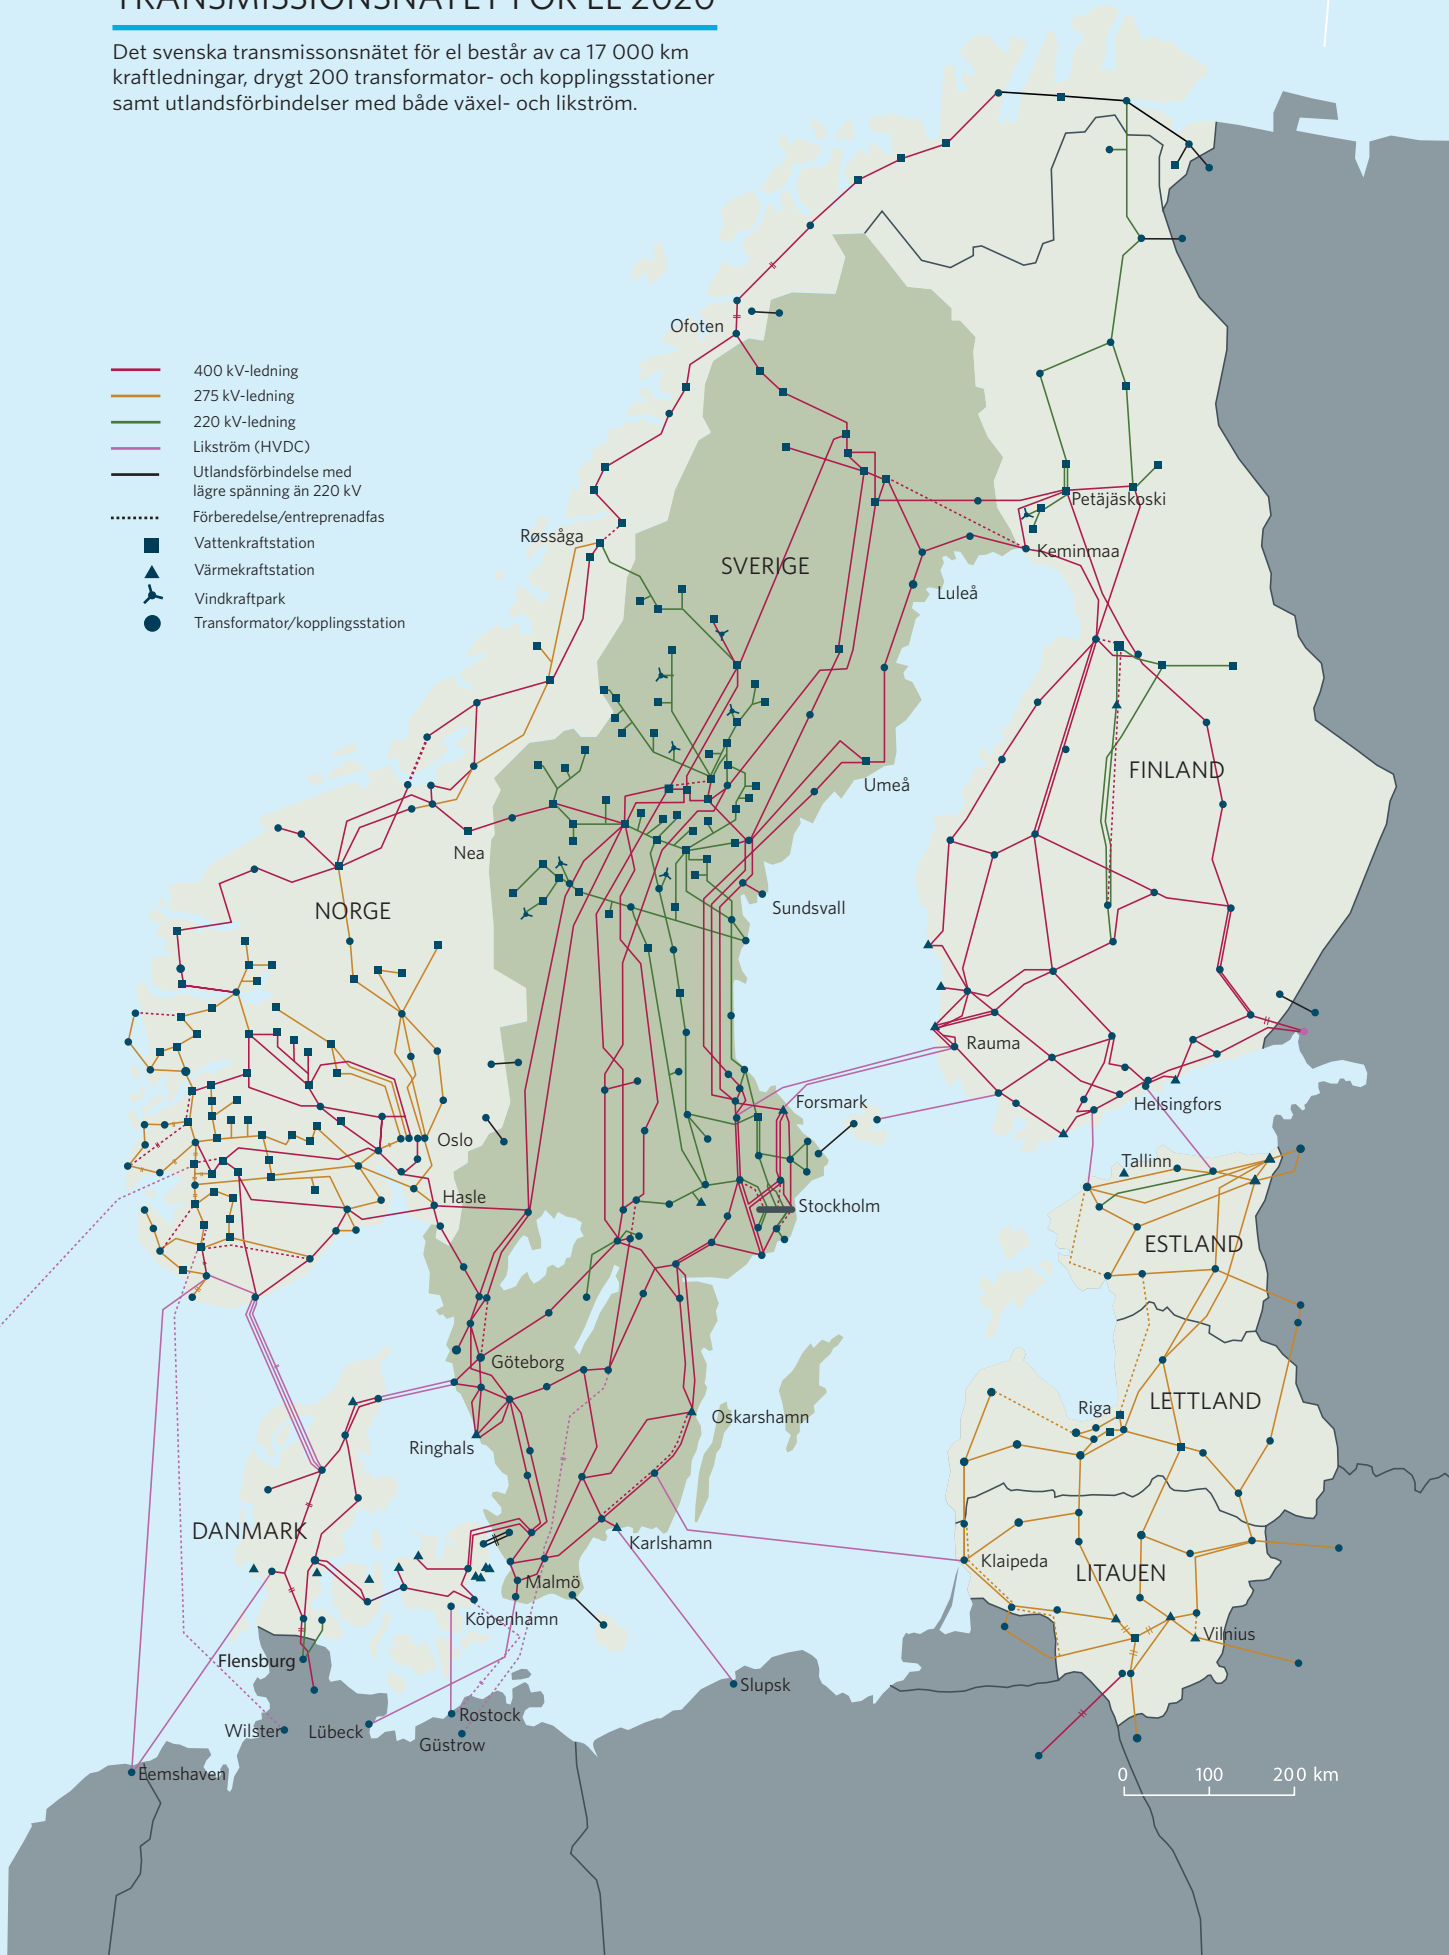 TRANSMISSIONSNÄTET FÖR EL 2020
Det svenska transmissonsnätet för el består av ca 17 000 km
kraftledningar, drygt 200 transformator- och kopplingsstationer
samt utlandsförbindelser med både växel- och likström.
Ofoten
400 kV-ledning
275 kV-ledning
220 kV-ledning
Likström (HVDC)
Utlandsförbindelse med
lägre spänning än 220 kV
Förberedelse/entreprenadfas
Vattenkraftstation
Värmekraftstation
Vindkraftpark
Transformator/kopplingsstation
Petäjäskoski
Røssåga
Keminmaa
SVERIGE
Luleå
FINLAND
Umeå
Nea
Sundsvall
NORGE
Rauma
Forsmark
Helsingfors
Oslo
Tallinn
Hasle
Stockholm
ESTLAND
Göteborg
LETTLAND
Riga
Oskarshamn
Ringhals
DANMARK
Karlshamn
Klaipeda
LITAUEN
Malmö
Köpenhamn
Vilnius
Flensburg
Slupsk
Rostock
Wilster
Lübeck
Güstrow
Eemshaven
0 100 200 km